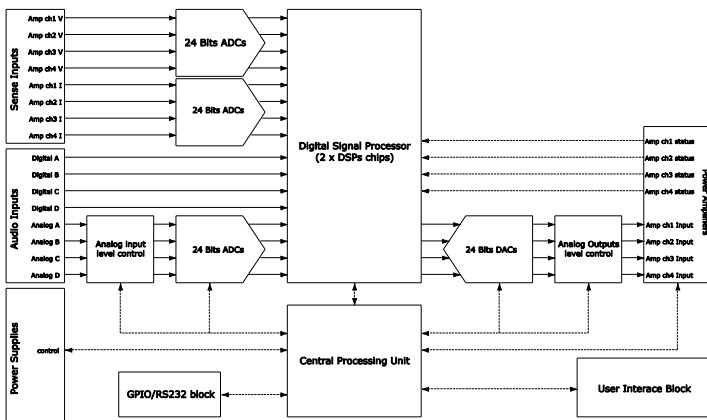 Sense Inputs
Amp ch1 V
Amp ch2 V
Amp ch3 V
Amp ch4 V
Amp ch1 I
Amp ch2 I
Amp ch3 I
Amp ch4 I
24 Bits ADCs
24 Bits ADCs
Digital Signal Processor
(2 x DSPs chips)
Audio Inputs
Digital A
Digital B
Digital C
Digital D
Analog A
Analog B
Analog C
Analog D
Analog Input
level control
24 Bits ADCs
24 Bits DACs
Analog Outputs
level control
Amp ch1 status
Amp ch2 status
Amp ch3 status
Amp ch4 status
Amp ch1 Input
Amp ch2 Input
Amp ch3 Input
Amp ch4 Input
Power Amplifiers
Power Supplies
control
Central Processing Unit
GPIO/RS232 block
User Interace Block